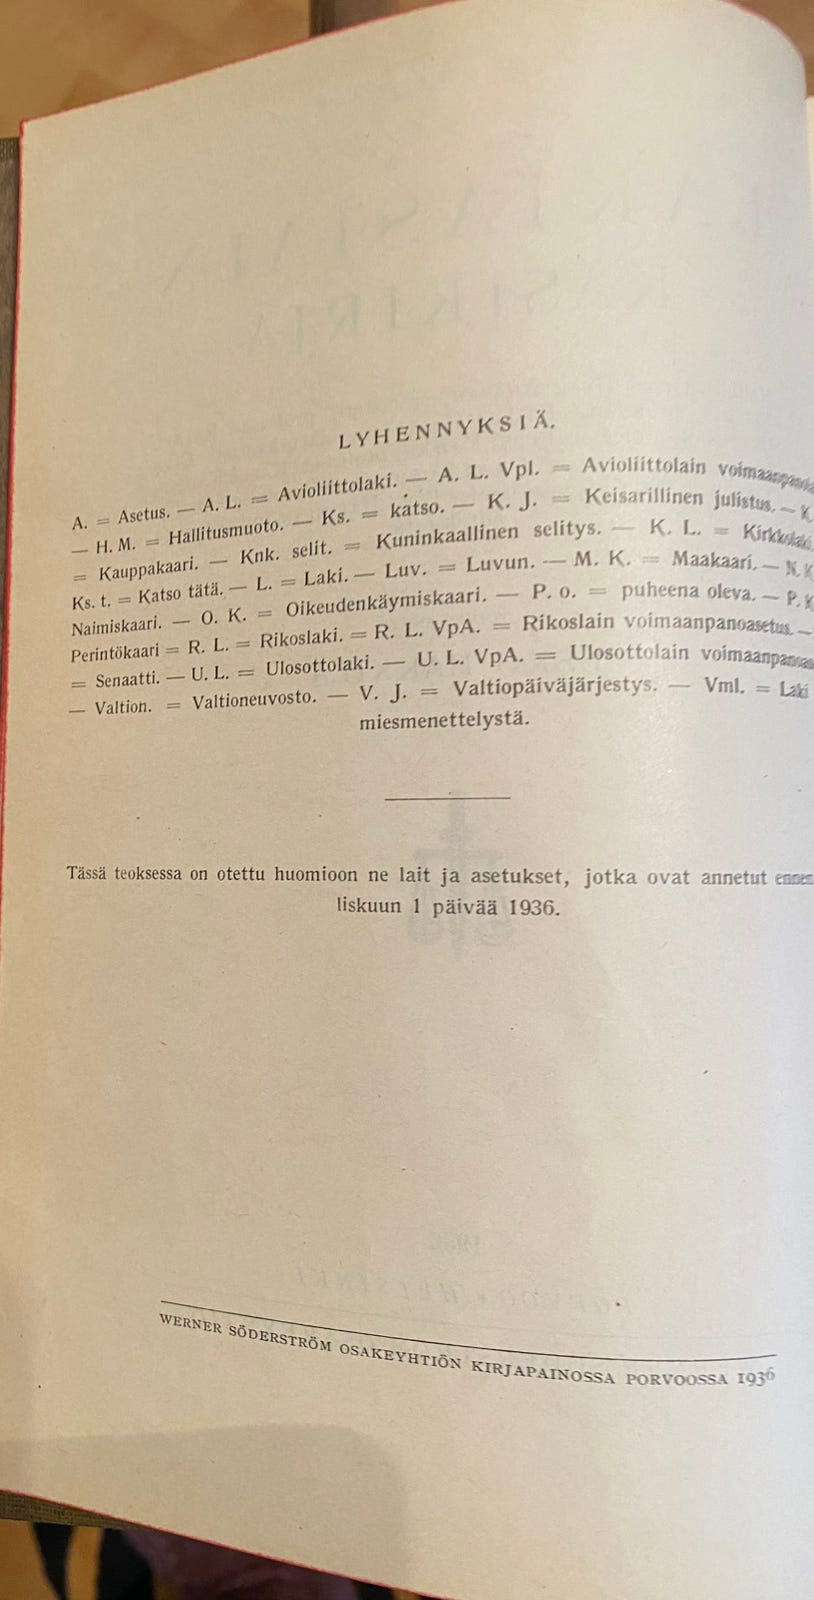 LYHENNYKSIÄ.
A. = Asetus. — A. L. = Avioliittolaki. — A. L. Vpl. = Avioliittolain
— H. M. = Hallitusmuoto. — Ks. = katso. — K. J. = Keisarillinen julistus. — K.
= Kauppakaari. — Knk. selit. = Kuninkaallinen selitys. — K. L. = Kirkkolaki
Ks. t. = Katso tätä. — L. = Laki. — Luv. = Luvun. — M. K. = Maakaari. — N. K
Naimiskaari. — O. K. = Oikeudenkäymiskaari. — P. o. = puheena oleva. — P. K
Perintökaari = R. L. = Rikoslaki. = R. L. VpA. = Rikoslain voimaanpanoasetus. —
= Senaatti. — U. L. = Ulosottolaki. — U. L. VpA. = Ulosottolain
— Valtion. = Valtioneuvosto. — V. J. = Valtiopäiväjärjestys. — Vml. = Laki
miesmenettelystä.
Tässä teoksessa on otettu huomioon ne lait ja asetukset, jotka ovat annetut ennen
liskuun 1 päivää 1936.
WERNER SÖDERSTRÖM OSAKEYHTIÖN KIRJAPAINOSSA PORVOOSSA 1936